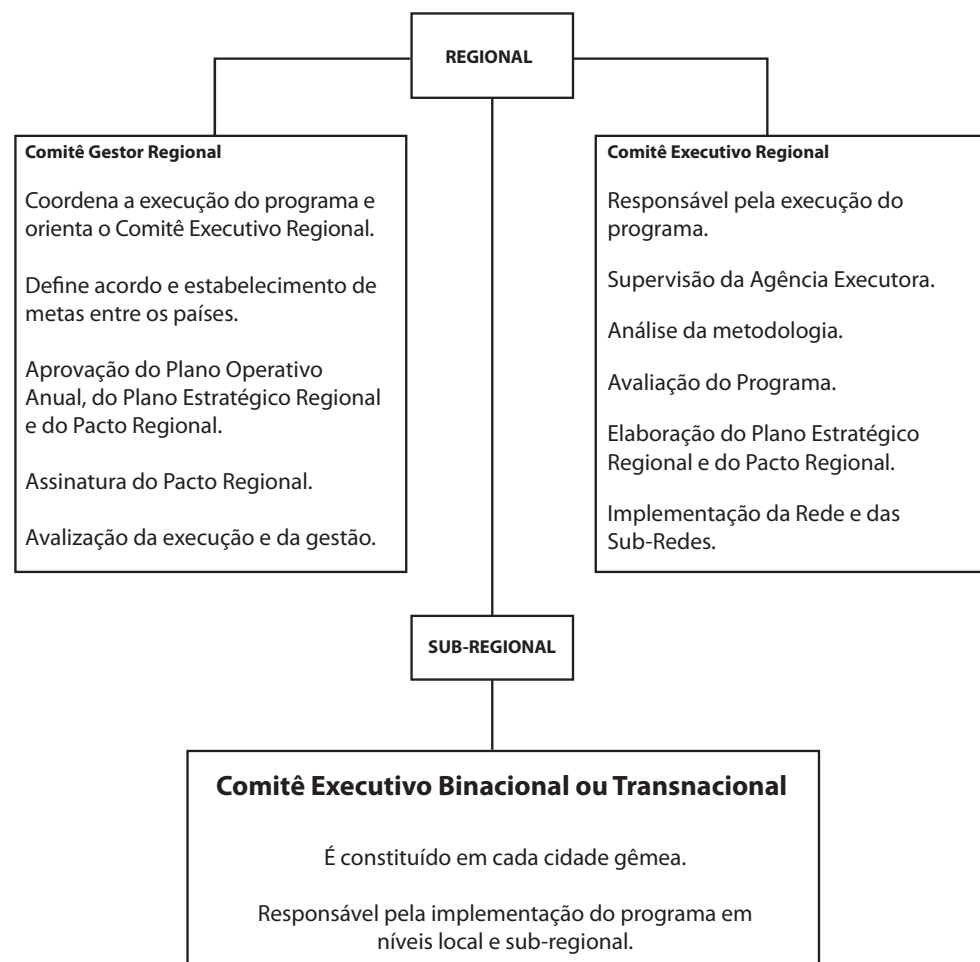 REGIONAL
Comitê Gestor Regional
Coordena a execução do programa e
orienta o Comitê Executivo Regional.
Define acordo e estabelecimento de
metas entre os países.
Aprovação do Plano Operativo
Anual, do Plano Estratégico Regional
e do Pacto Regional.
Assinatura do Pacto Regional.
Avalização da execução e da gestão.
Comitê Executivo Regional
Responsável pela execução do
programa.
Supervisão da Agência Executora.
Análise da metodologia.
Avaliação do Programa.
Elaboração do Plano Estratégico
Regional e do Pacto Regional.
Implementação da Rede e das
Sub-Redes.
SUB-REGIONAL
Comitê Executivo Binacional ou Transnacional
É constituído em cada cidade gêmea.
Responsável pela implementação do programa em
níveis local e sub-regional.